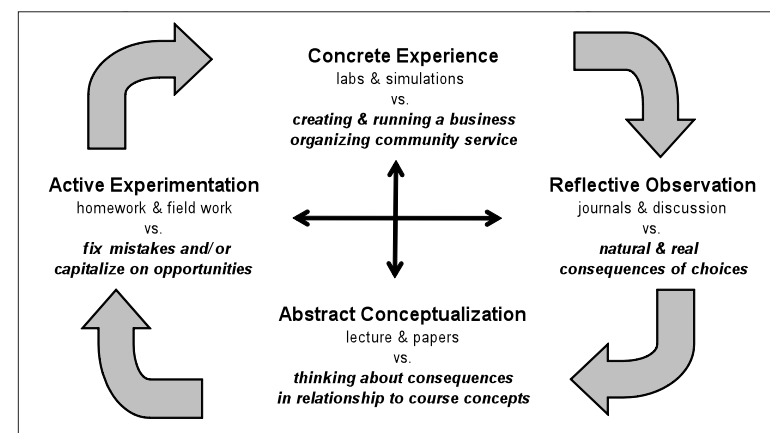 Concrete Experience
labs & simulations
vs.
creating & running a business
organizing community service
Active Experimentation
homework & field work
vs.
fix mistakes and/or
capitalize on opportunities
Reflective Observation
journals & discussion
vs.
natural & real
consequences of choices
Abstract Conceptualization
lecture & papers
vs.
thinking about consequences
in relationship to course concepts